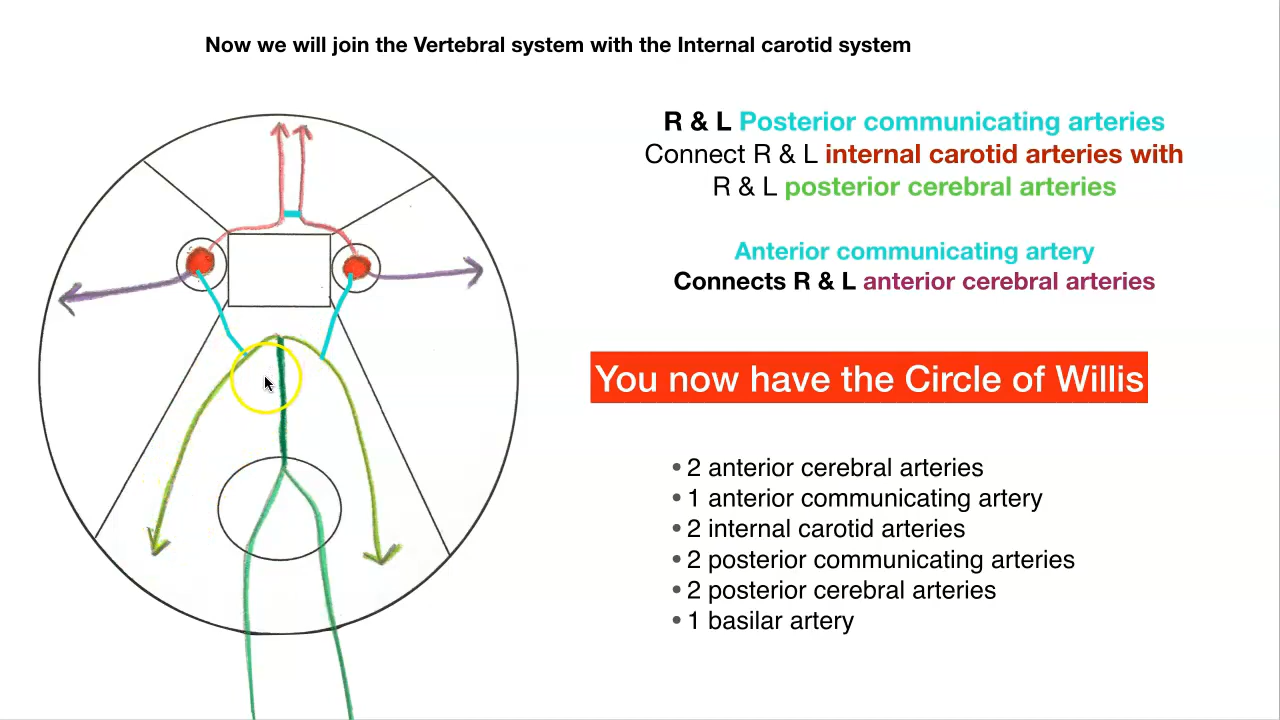 Now we will join the Vertebral system with the Internal carotid system
R & L Posterior communicating arteries
Connect R & L internal carotid arteries with
R & L posterior cerebral arteries
Anterior communicating artery
Connects R & L anterior cerebral arteries
You now have the Circle of Willis
• 2 anterior cerebral arteries
• 1 anterior communicating artery
• 2 internal carotid arteries
• 2 posterior communicating arteries
• 2 posterior cerebral arteries
• 1 basilar artery